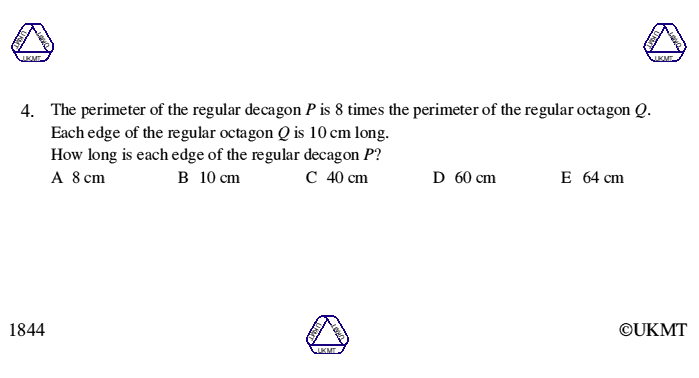 UKMT UKMT UKMT
UKMT UKMT UKMT
4. The perimeter of the regular decagon P is 8 times the perimeter of the regular octagon Q.
Each edge of the regular octagon Q is 10 cm long.
How long is each edge of the regular decagon P?
A 8 cm B 10 cm C 40 cm D 60 cm E 64 cm
1844
UKMT UKMT UKMT
©UKMT